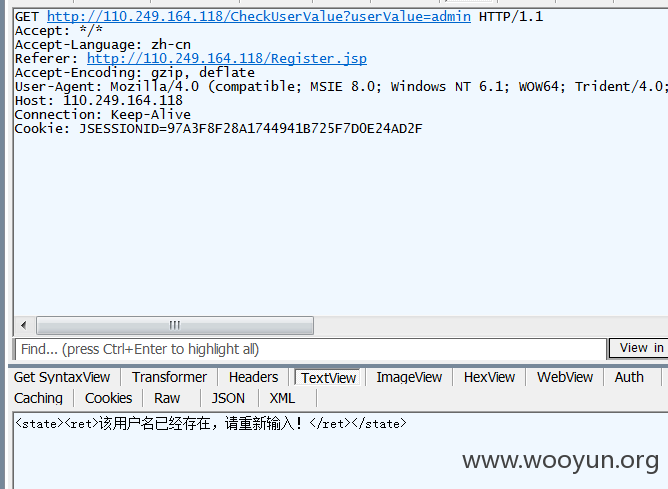 GET http://110.249.164.118/CheckUserValue?userValue=admin HTTP/1.1
Accept: */*
Accept-Language: zh-cn
Referer: http://110.249.164.118/Register.jsp
Accept-Encoding: gzip, deflate
User-Agent: Mozilla/4.0 (compatible; MSIE 8.0; Windows NT 6.1; WOW64; Trident/4.0;
Host: 110.249.164.118
Connection: Keep-Alive
Cookie: JSESSIONID=97A3F8F28A1744941B725F7D0E24AD2F
Find... (press Ctrl+Enter to highlight all)
View in
Get SyntaxView Transformer Headers TextView ImageView HexView WebView Auth
Caching Cookies Raw JSON XML
<state><ret>该用户名已经存在，请重新输入！</ret></state>
www.wooyun.org